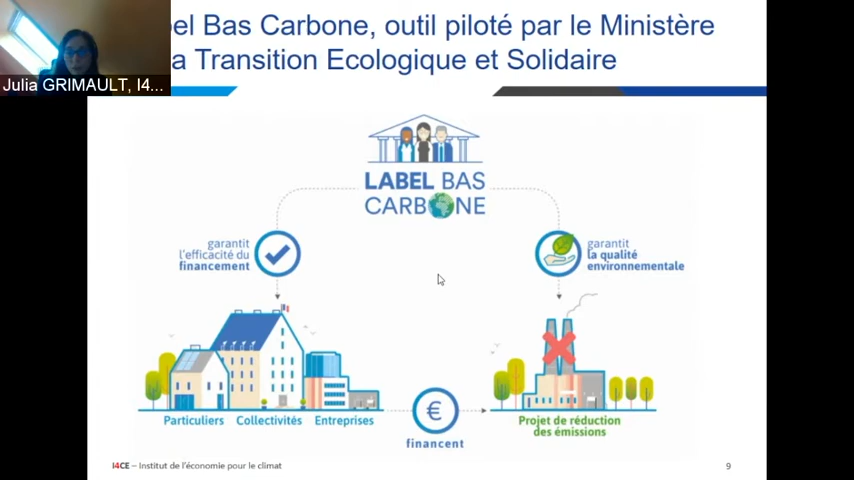 bel Bas Carbone, outil piloté par le Ministère
a Transition Ecologique et Solidaire
Julia GRIMAULT, I4...
LABEL BAS
CARBONE
garantit
l'efficacité du
financement
garantit
la qualité
environnementale
Particuliers Collectivités Entreprises
€
financent
Projet de réduction
des émissions
I4CE – Institut de l'économie pour le climat
9